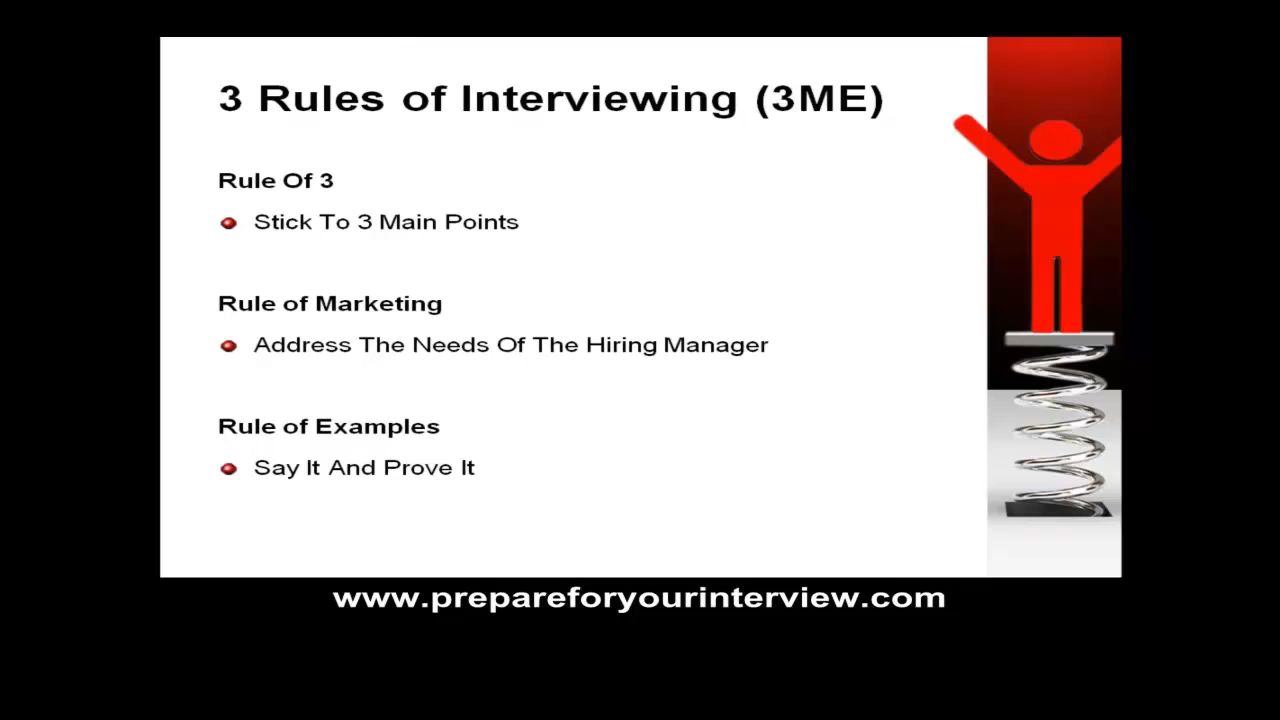 3 Rules of Interviewing (3ME)
Rule Of 3
Stick To 3 Main Points
Rule of Marketing
Address The Needs Of The Hiring Manager
Rule of Examples
Say It And Prove It
www.prepareforyourinterview.com